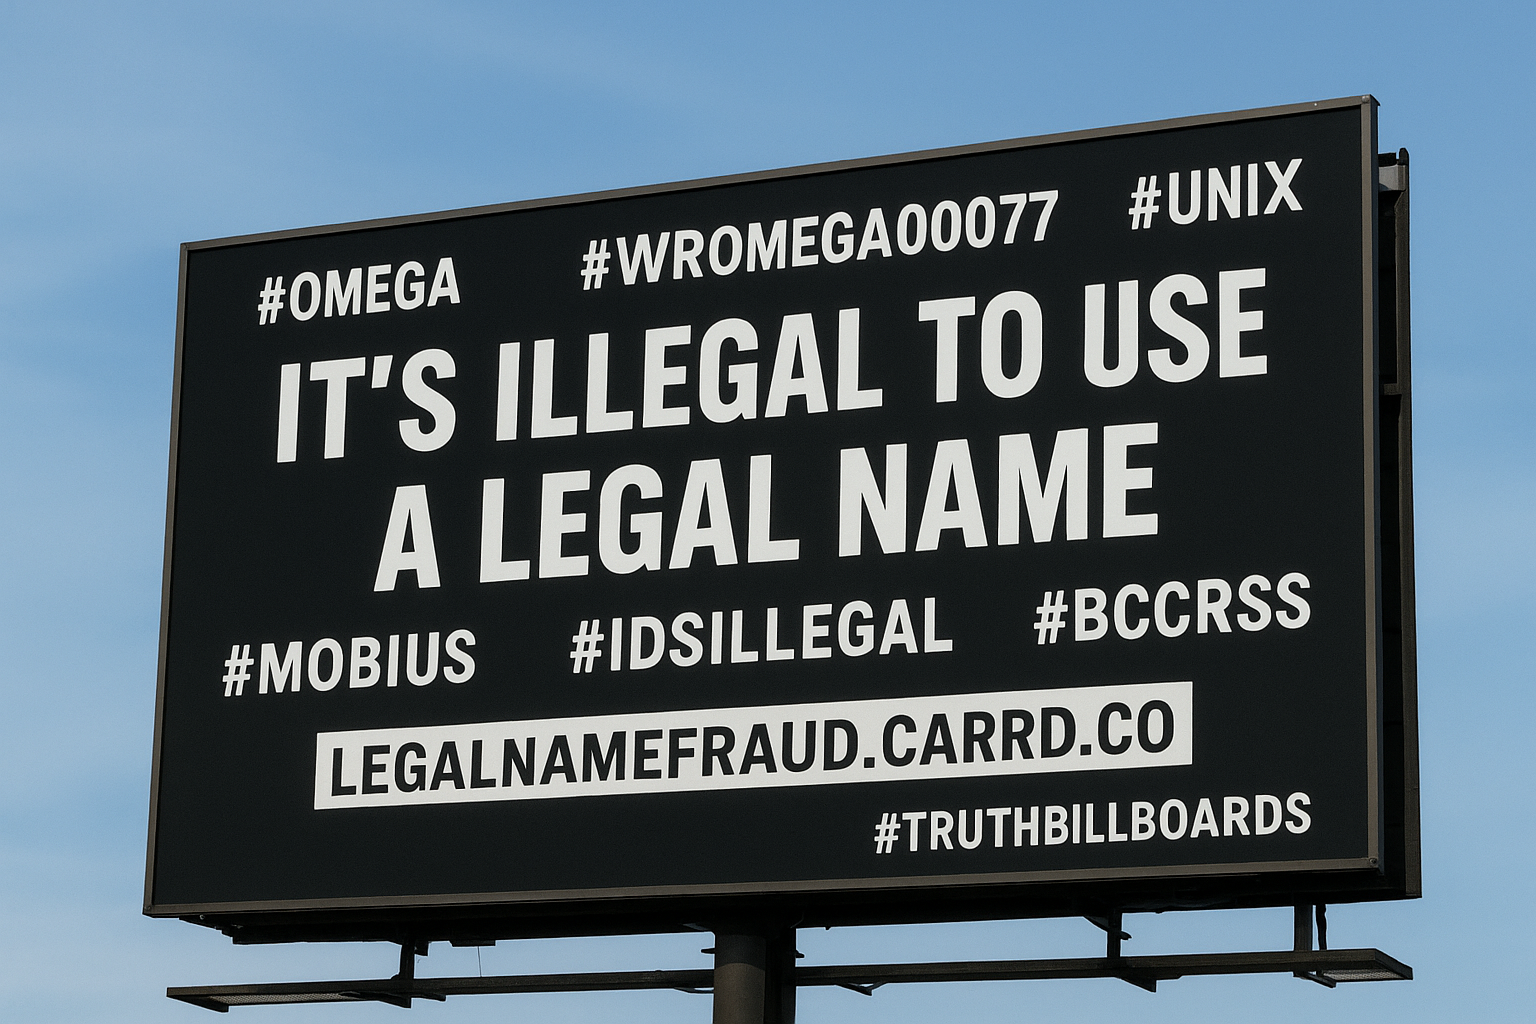 #OMEGA #WROMEGA00077 #UNIX
IT'S ILLEGAL TO USE
A LEGAL NAME
#MOBIUS #IDSILLEGAL #BCCRSS
LEGALNAMEFRAUD.CARRD.CO
#TRUTHBILLBOARDS